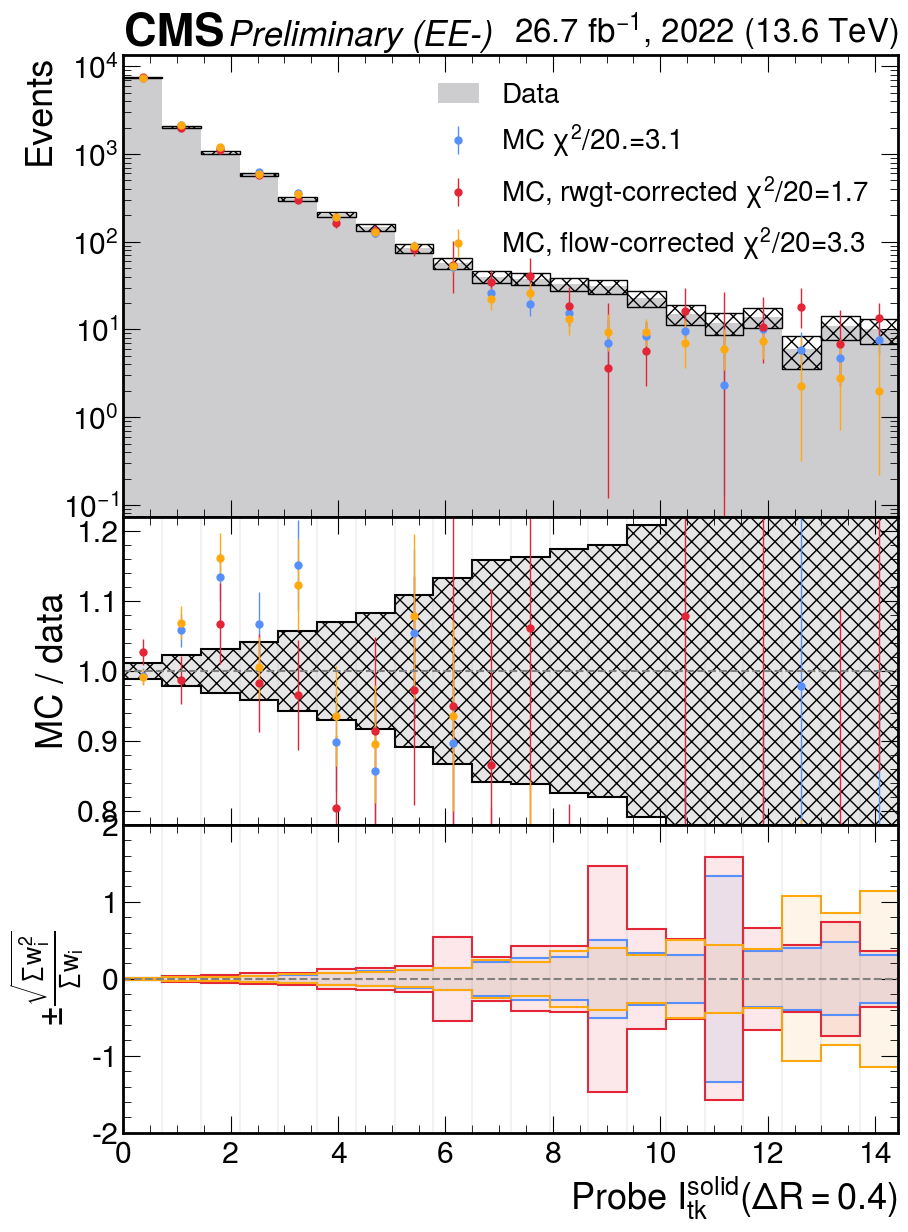 CMS Preliminary (EE-) 26.7 fb⁻¹, 2022 (13.6 TeV)
Events
10⁴
10³
10²
10¹
10⁰
10⁻¹
Data
MC χ²/20.=3.1
MC, rwgt-corrected χ²/20=1.7
MC, flow-corrected χ²/20=3.3
MC / data
1.2
1.1
1.0
0.9
0.8
±√Σwᵢ²/Σwᵢ
2
1
0
-1
-2
0 2 4 6 8 10 12 14
Probe I_tk^solid(ΔR = 0.4)